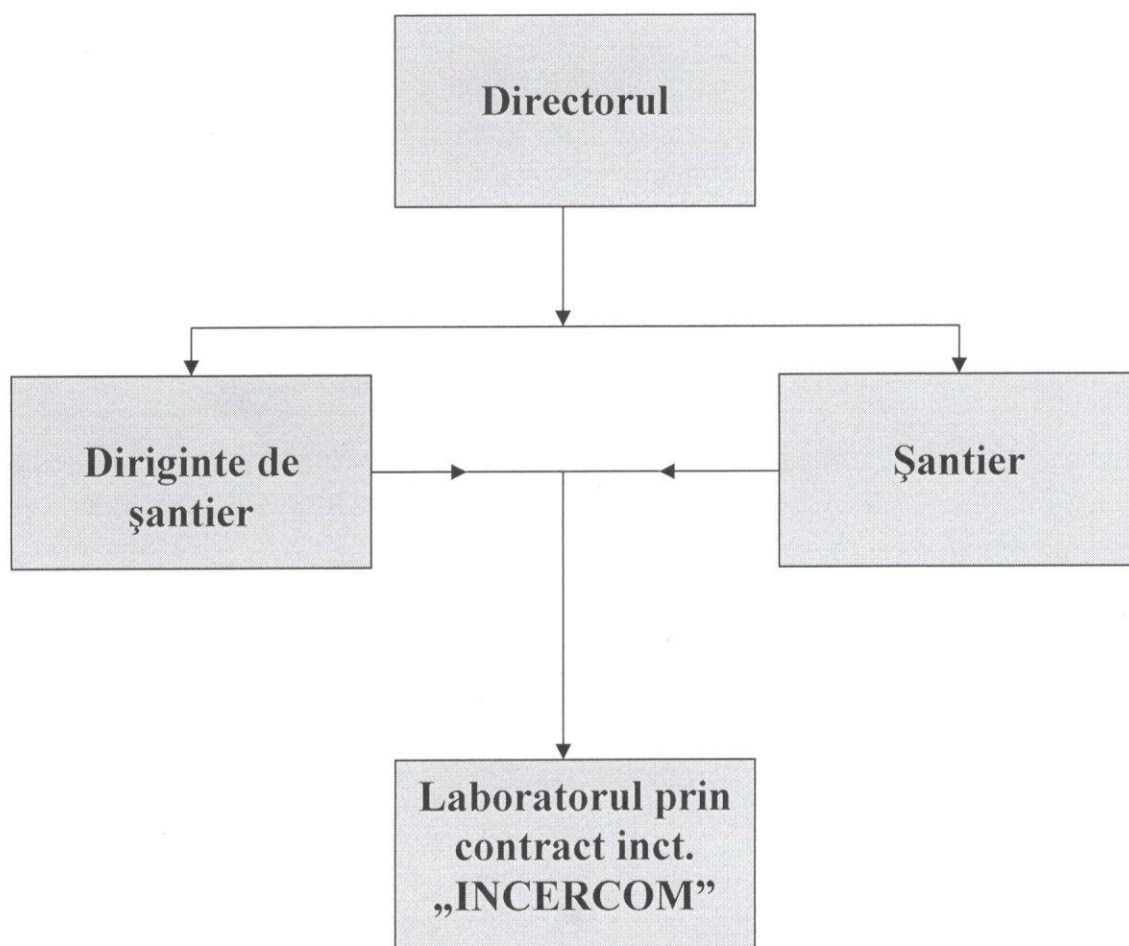 Directorul
Diriginte de
şantier
Şantier
Laboratorul prin
contract inct.
„INCERCOM”